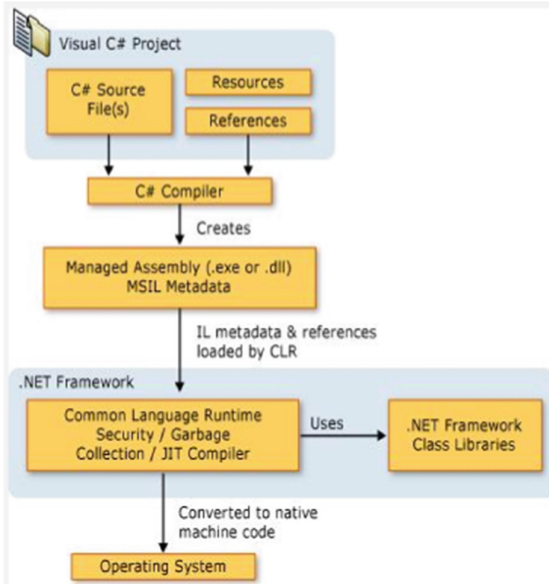 Visual C# Project
C# Source
File(s)
Resources
References
C# Compiler
Creates
Managed Assembly (.exe or .dll)
MSIL Metadata
IL metadata & references
loaded by CLR
.NET Framework
Common Language Runtime
Security / Garbage
Collection / JIT Compiler
Uses
.NET Framework
Class Libraries
Converted to native
machine code
Operating System